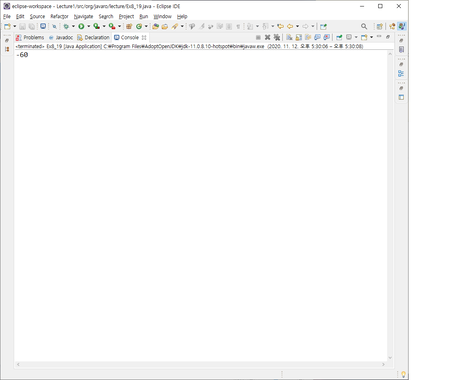 eclipse-workspace - Lecture1/src/org/javaro/lecture/Ex8_19.java - Eclipse IDE
File Edit Source Refactor Navigate Search Project Run Window Help
Problems Javadoc Declaration Console
<terminated> Ex8_19 [Java Application] C:₩Program Files₩AdoptOpenJDK₩jdk-11.0.8.10-hotspot₩bin₩javaw.exe (2020. 11. 12. 오후 5:30:06 – 오후 5:30:08)
-60